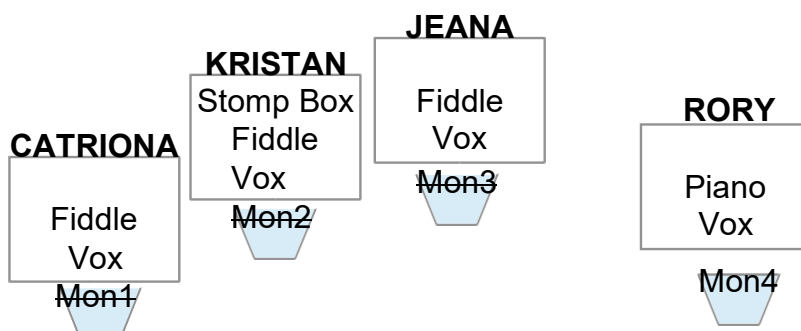 CATRIONA
Fiddle
Vox
Mon1
KRISTAN
Stomp Box
Fiddle
Vox
Mon2
JEANA
Fiddle
Vox
Mon3
RORY
Piano
Vox
Mon4